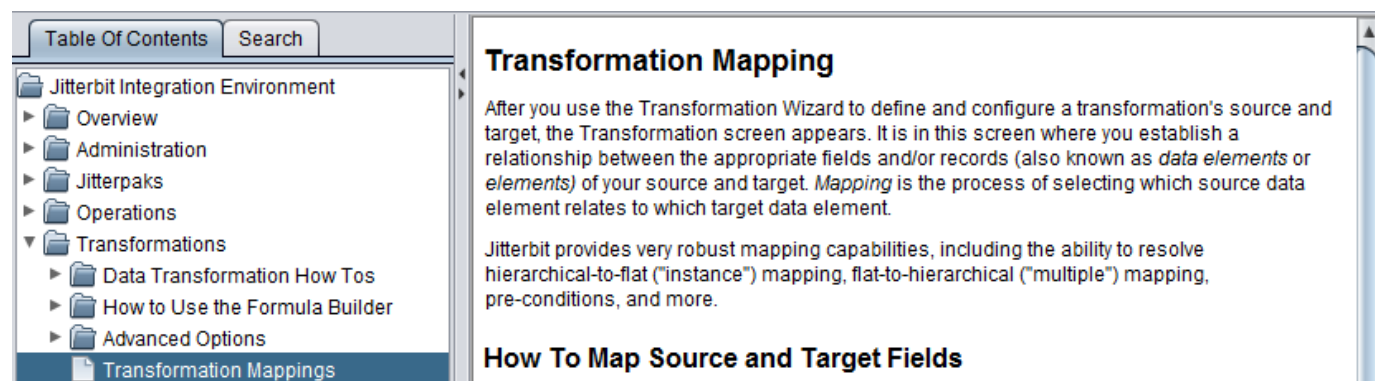 Table Of Contents
Search
Jitterbit Integration Environment
Overview
Administration
Jitterpaks
Operations
Transformations
Data Transformation How Tos
How to Use the Formula Builder
Advanced Options
Transformation Mappings
Transformation Mapping
After you use the Transformation Wizard to define and configure a transformation's source and
target, the Transformation screen appears. It is in this screen where you establish a
relationship between the appropriate fields and/or records (also known as data elements or
elements) of your source and target. Mapping is the process of selecting which source data
element relates to which target data element.
Jitterbit provides very robust mapping capabilities, including the ability to resolve
hierarchical-to-flat ("instance") mapping, flat-to-hierarchical ("multiple") mapping,
pre-conditions, and more.
How To Map Source and Target Fields